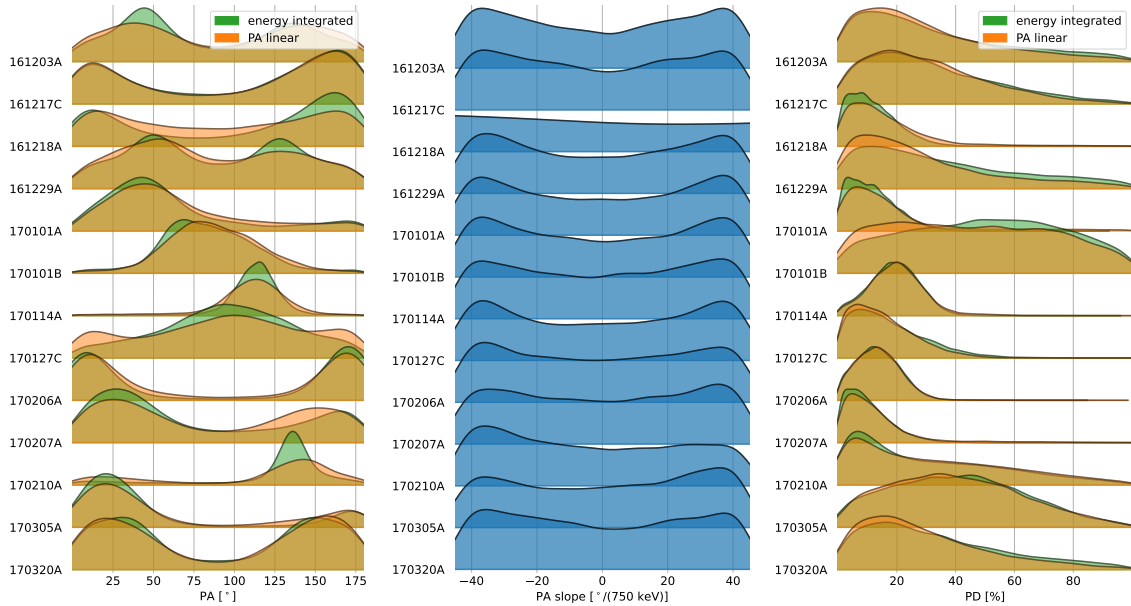 energy integrated
PA linear
161203A
161217C
161218A
161229A
170101A
170101B
170114A
170127C
170206A
170207A
170210A
170305A
170320A
25 50 75 100 125 150 175
PA [°]
161203A
161217C
161218A
161229A
170101A
170101B
170114A
170127C
170206A
170207A
170210A
170305A
170320A
−40 −20 0 20 40
PA slope [°/(750 keV)]
energy integrated
PA linear
161203A
161217C
161218A
161229A
170101A
170101B
170114A
170127C
170206A
170207A
170210A
170305A
170320A
20 40 60 80
PD [%]